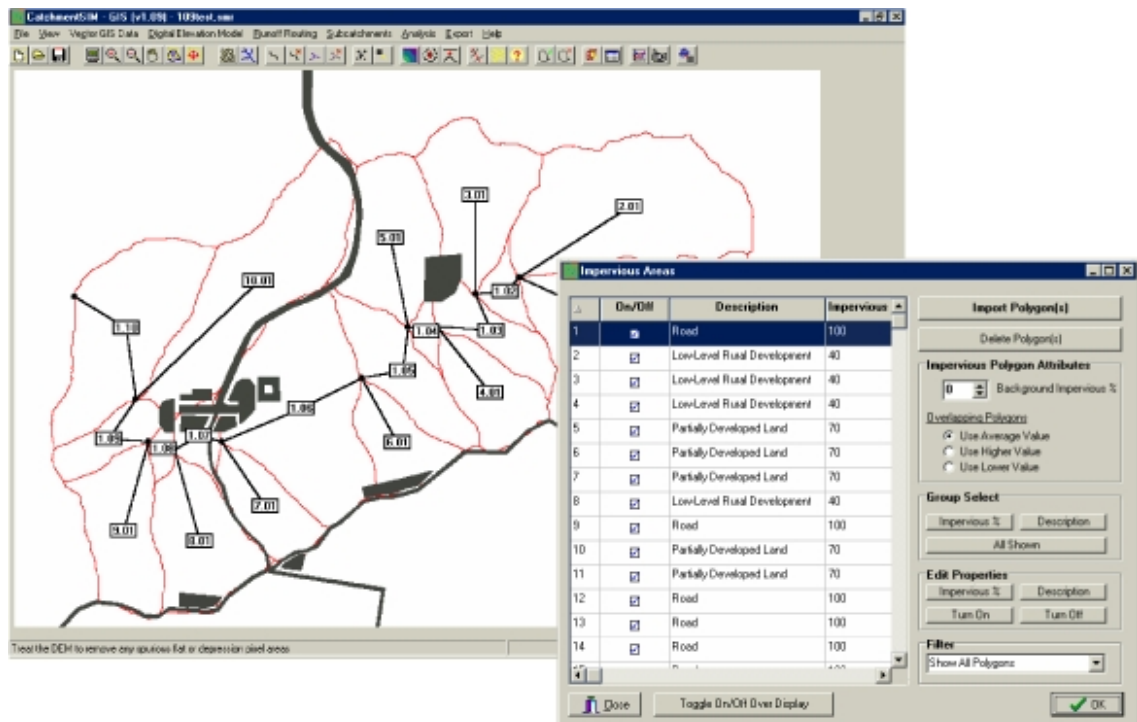 CatchmentSIM - GIS (v1.09) - 109test.smr
File View Vector GIS Data Digital Elevation Model Runoff Routing Subcatchments Analysis Export Help
3.01
2.01
5.01
10.01
1.02
1.10
1.04
1.03
1.05
4.01
1.06
1.09
1.07
1.08
6.01
7.01
9.01
8.01
Treat the DEM to remove any spurious flat or depression pixel areas
Impervious Areas
On/Off Description Impervious
1 Road 100
2 Low-Level Rural Development 40
3 Low-Level Rural Development 40
4 Low-Level Rural Development 40
5 Partially Developed Land 70
6 Partially Developed Land 70
7 Partially Developed Land 70
8 Low-Level Rural Development 40
9 Road 100
10 Partially Developed Land 70
11 Partially Developed Land 70
12 Road 100
13 Road 100
14 Road 100
Import Polygon(s)
Delete Polygon(s)
Impervious Polygon Attributes
0 Background Impervious %
Overlapping Polygons
Use Average Value
Use Higher Value
Use Lower Value
Group Select
Impervious % Description
All Shown
Edit Properties
Impervious % Description
Turn On Turn Off
Filter
Show All Polygons
Close Toggle On/Off Over Display OK